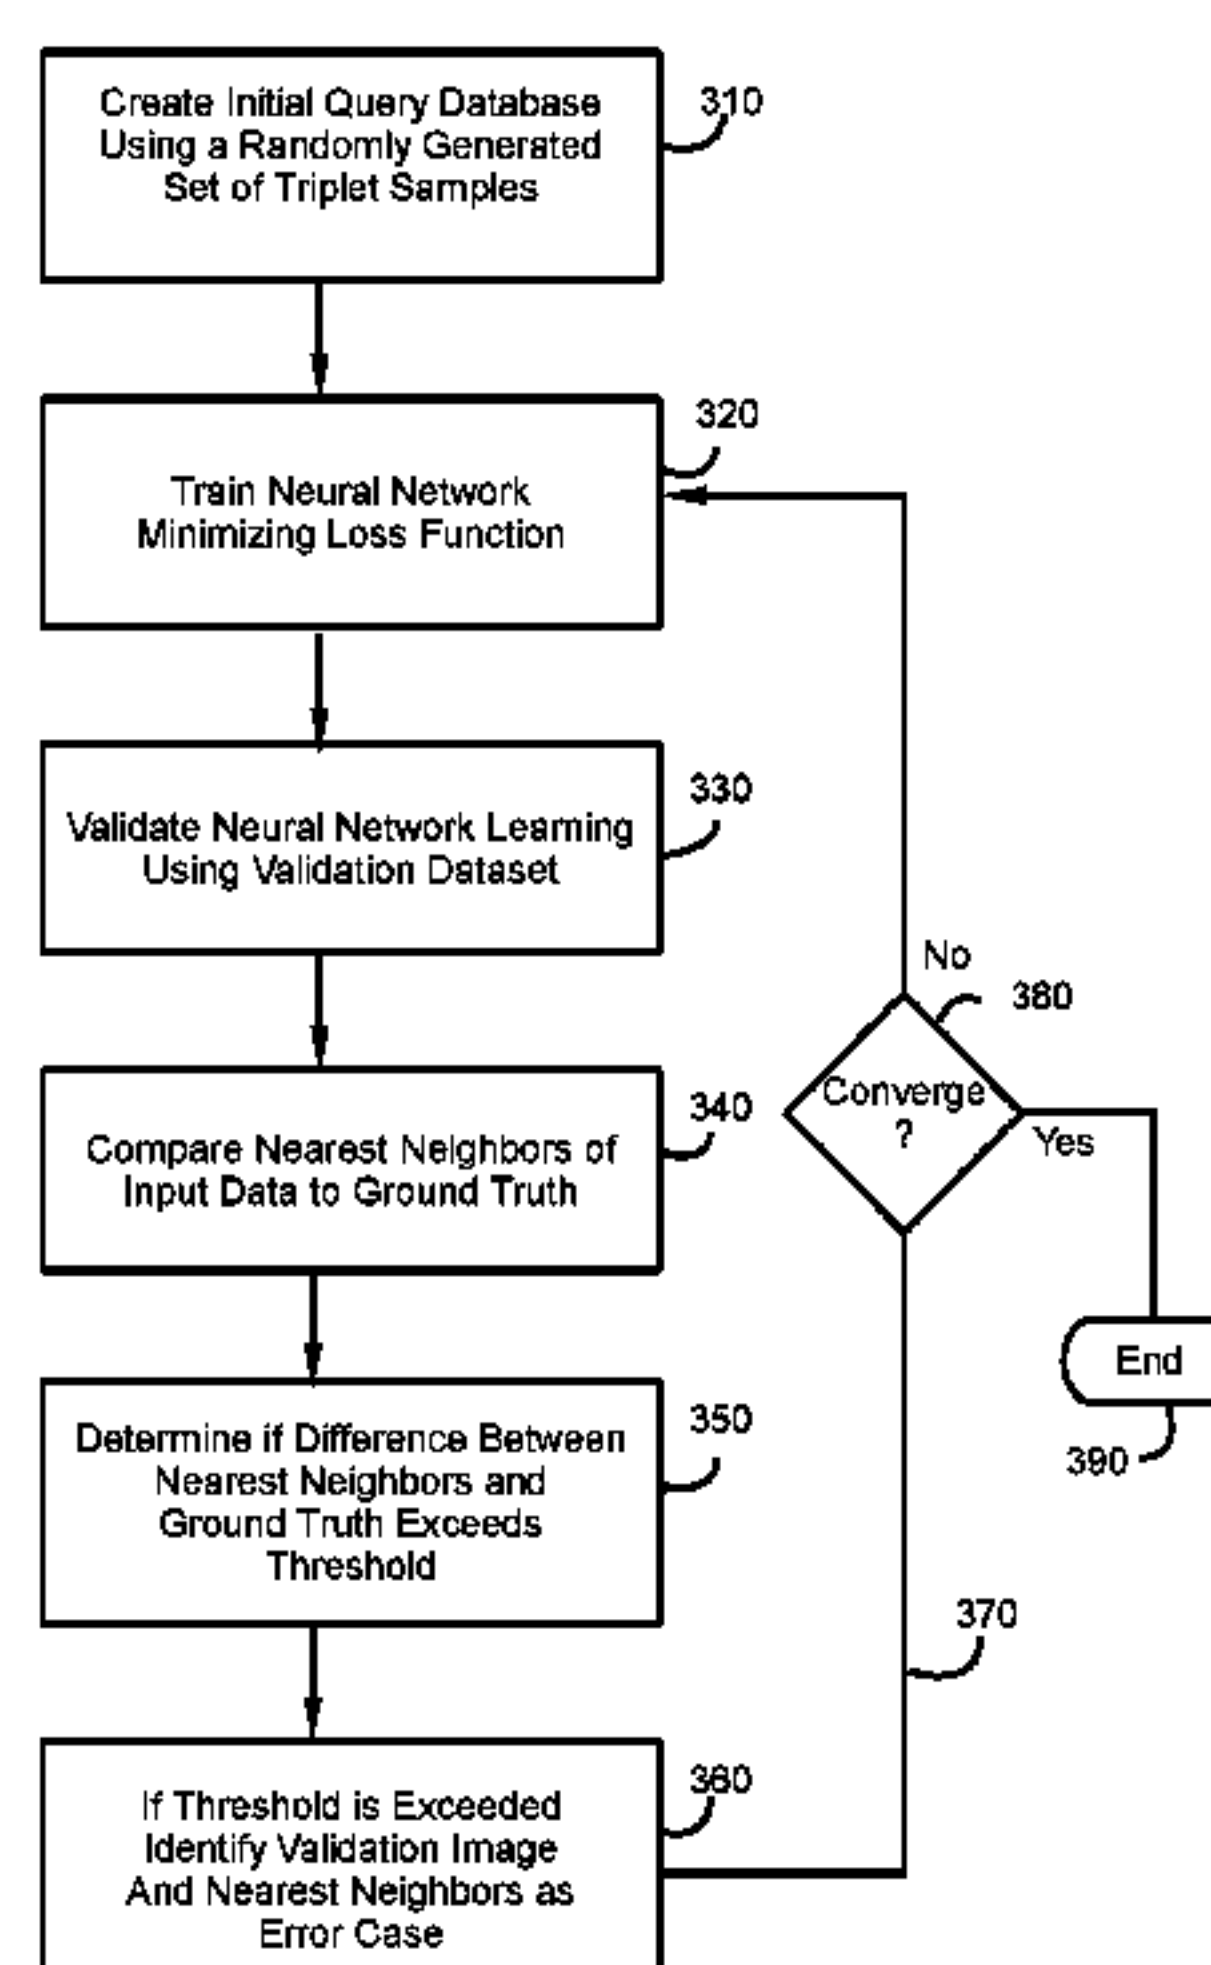 Create Initial Query Database
Using a Randomly Generated
Set of Triplet Samples
310
Train Neural Network
Minimizing Loss Function
320
Validate Neural Network Learning
Using Validation Dataset
330
Compare Nearest Neighbors of
Input Data to Ground Truth
340
Determine if Difference Between
Nearest Neighbors and
Ground Truth Exceeds
Threshold
350
If Threshold is Exceeded
Identify Validation Image
And Nearest Neighbors as
Error Case
360
370
No
380
Converge
?
Yes
End
390